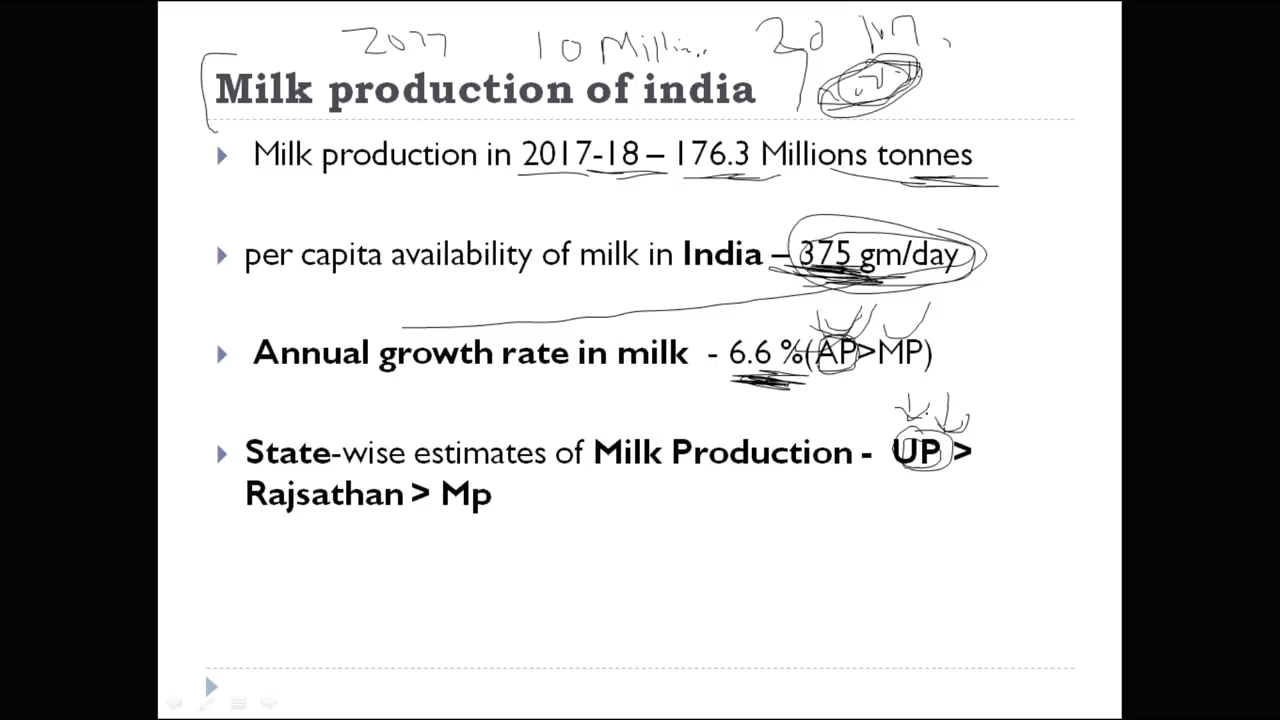 2077 10 Million
Milk production of india
Milk production in 2017-18 – 176.3 Millions tonnes
per capita availability of milk in India – 375 gm/day
Annual growth rate in milk - 6.6 %(AP>MP)
State-wise estimates of Milk Production - UP >
Rajsathan > Mp